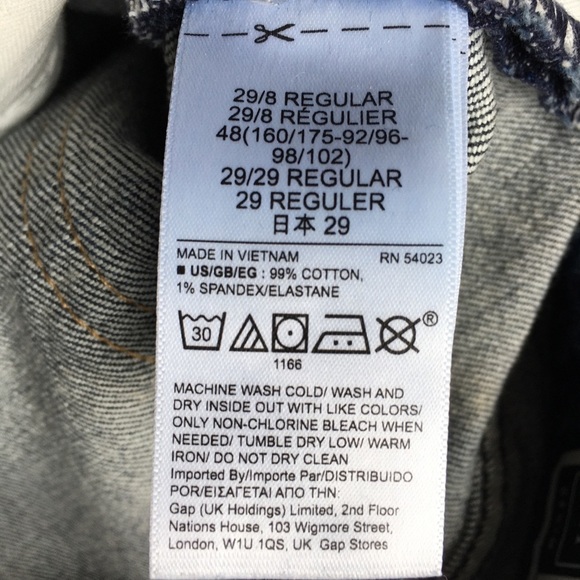 29/8 REGULAR
29/8 RÉGULIER
48(160/175-92/96-
98/102)
29/29 REGULAR
29 REGULER
日本 29
MADE IN VIETNAM RN 54023
■ US/GB/EG : 99% COTTON,
1% SPANDEX/ELASTANE
30
®
1166
MACHINE WASH COLD/ WASH AND
DRY INSIDE OUT WITH LIKE COLORS/
ONLY NON-CHLORINE BLEACH WHEN
NEEDED/ TUMBLE DRY LOW/ WARM
IRON/ DO NOT DRY CLEAN
Imported By/Importe Par/DISTRIBUIDO
POR/ΕΙΣΑΓΕΤΑΙ ΑΠΟ ΤΗΝ:
Gap (UK Holdings) Limited, 2nd Floor
Nations House, 103 Wigmore Street,
London, W1U 1QS, UK Gap Stores